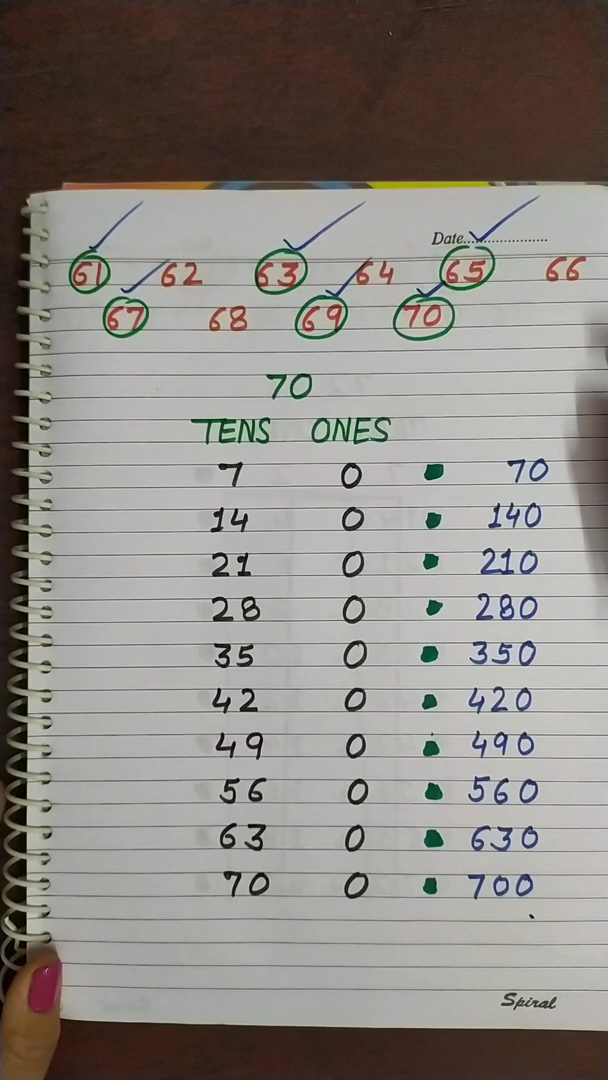 Date..................
61 62 63 64 65 66
67 68 69 70
70
TENS ONES
7 0 70
14 0 140
21 0 210
28 0 280
35 0 350
42 0 420
49 0 490
56 0 560
63 0 630
70 0 700
Spiral